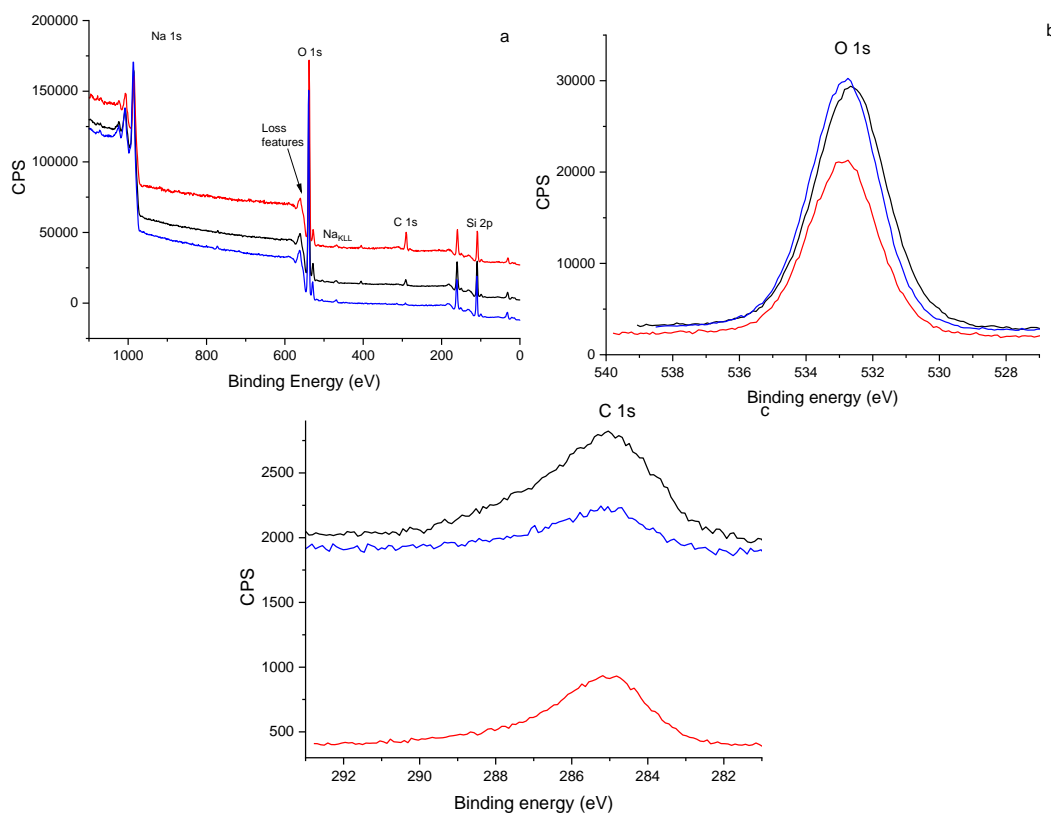 a
Na 1s
O 1s
Loss
features
Na_KLL
C 1s
Si 2p
200000
150000
100000
50000
0
CPS
1000 800 600 400 200 0
Binding Energy (eV)
b
O 1s
30000
20000
10000
0
CPS
540 538 536 534 532 530 528
Binding energy (eV)
C 1s
c
2500
2000
1500
1000
500
CPS
292 290 288 286 284 282
Binding energy (eV)